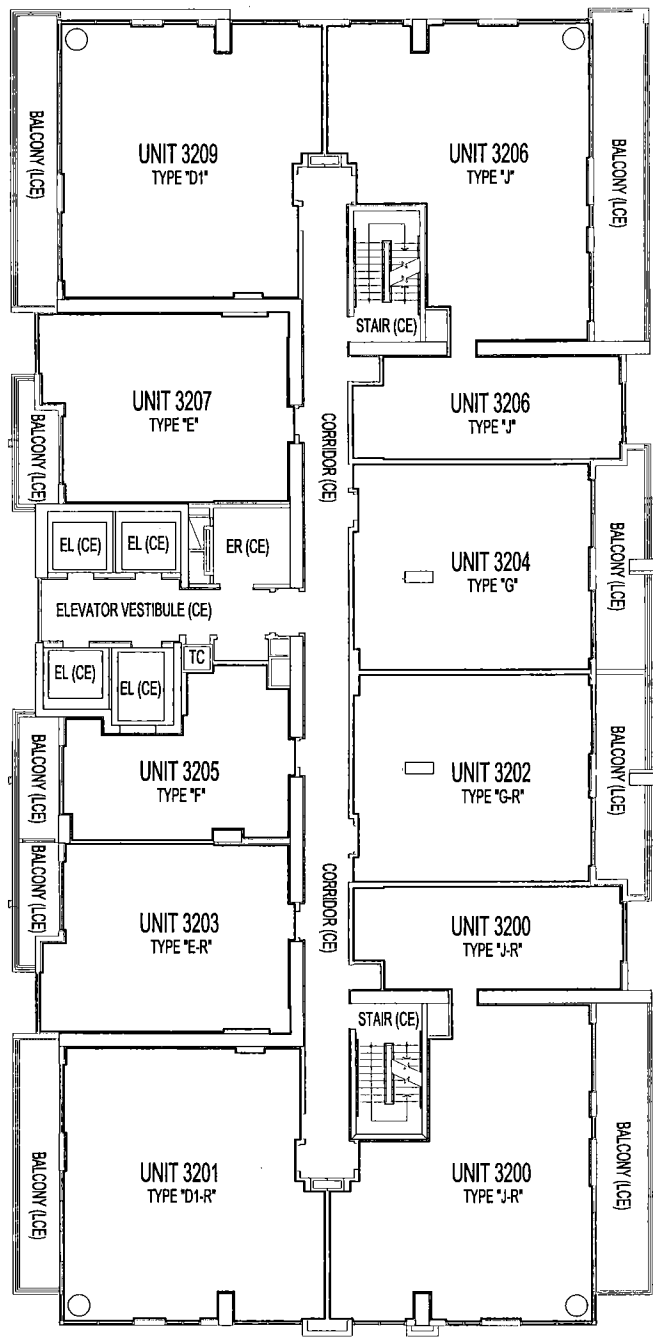 BALCONY (LCE)
UNIT 3209
TYPE "D1"
UNIT 3206
TYPE "J"
BALCONY (LCE)
STAIR (CE)
UNIT 3207
TYPE "E"
BALCONY (LCE)
CORRIDOR (CE)
UNIT 3206
TYPE "J"
EL (CE)
EL (CE)
ER (CE)
UNIT 3204
TYPE "G"
BALCONY (LCE)
ELEVATOR VESTIBULE (CE)
EL (CE)
EL (CE)
TC
BALCONY (LCE)
UNIT 3205
TYPE "F"
UNIT 3202
TYPE "G-R"
BALCONY (LCE)
BALCONY (LCE)
UNIT 3203
TYPE "E-R"
CORRIDOR (CE)
UNIT 3200
TYPE "J-R"
STAIR (CE)
BALCONY (LCE)
UNIT 3201
TYPE "D1-R"
UNIT 3200
TYPE "J-R"
BALCONY (LCE)